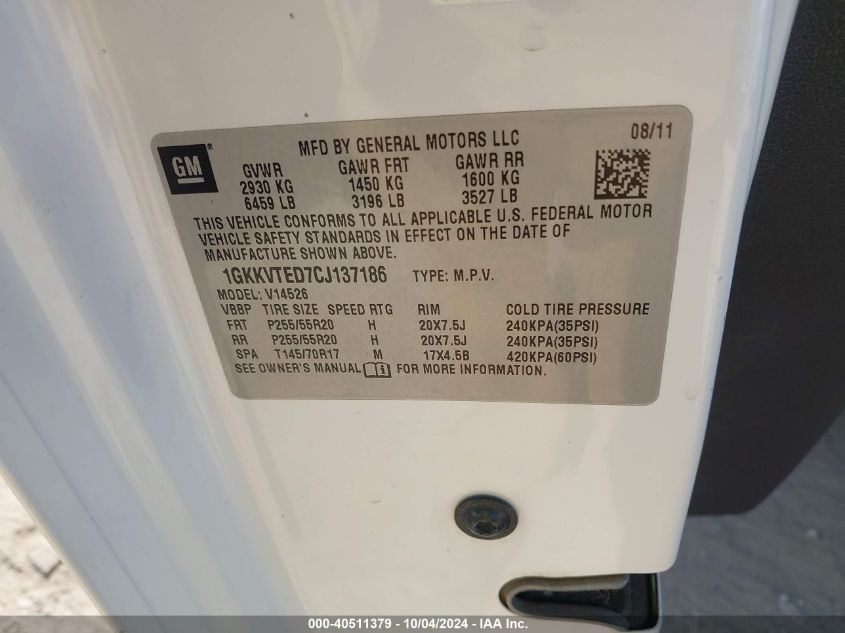 MFD BY GENERAL MOTORS LLC 08/11
GM®
GVWR GAWR FRT GAWR RR
2930 KG 1450 KG 1600 KG
6459 LB 3196 LB 3527 LB
THIS VEHICLE CONFORMS TO ALL APPLICABLE U.S. FEDERAL MOTOR
VEHICLE SAFETY STANDARDS IN EFFECT ON THE DATE OF
MANUFACTURE SHOWN ABOVE.
1GKKVTED7CJ137186 TYPE: M.P.V.
MODEL: V14526
VBBP TIRE SIZE SPEED RTG RIM COLD TIRE PRESSURE
FRT P255/55R20 H 20X7.5J 240KPA(35PSI)
RR P255/55R20 H 20X7.5J 240KPA(35PSI)
SPA T145/70R17 M 17X4.5B 420KPA(60PSI)
SEE OWNER'S MANUAL FOR MORE INFORMATION.
000-40511379 - 10/04/2024 - IAA Inc.